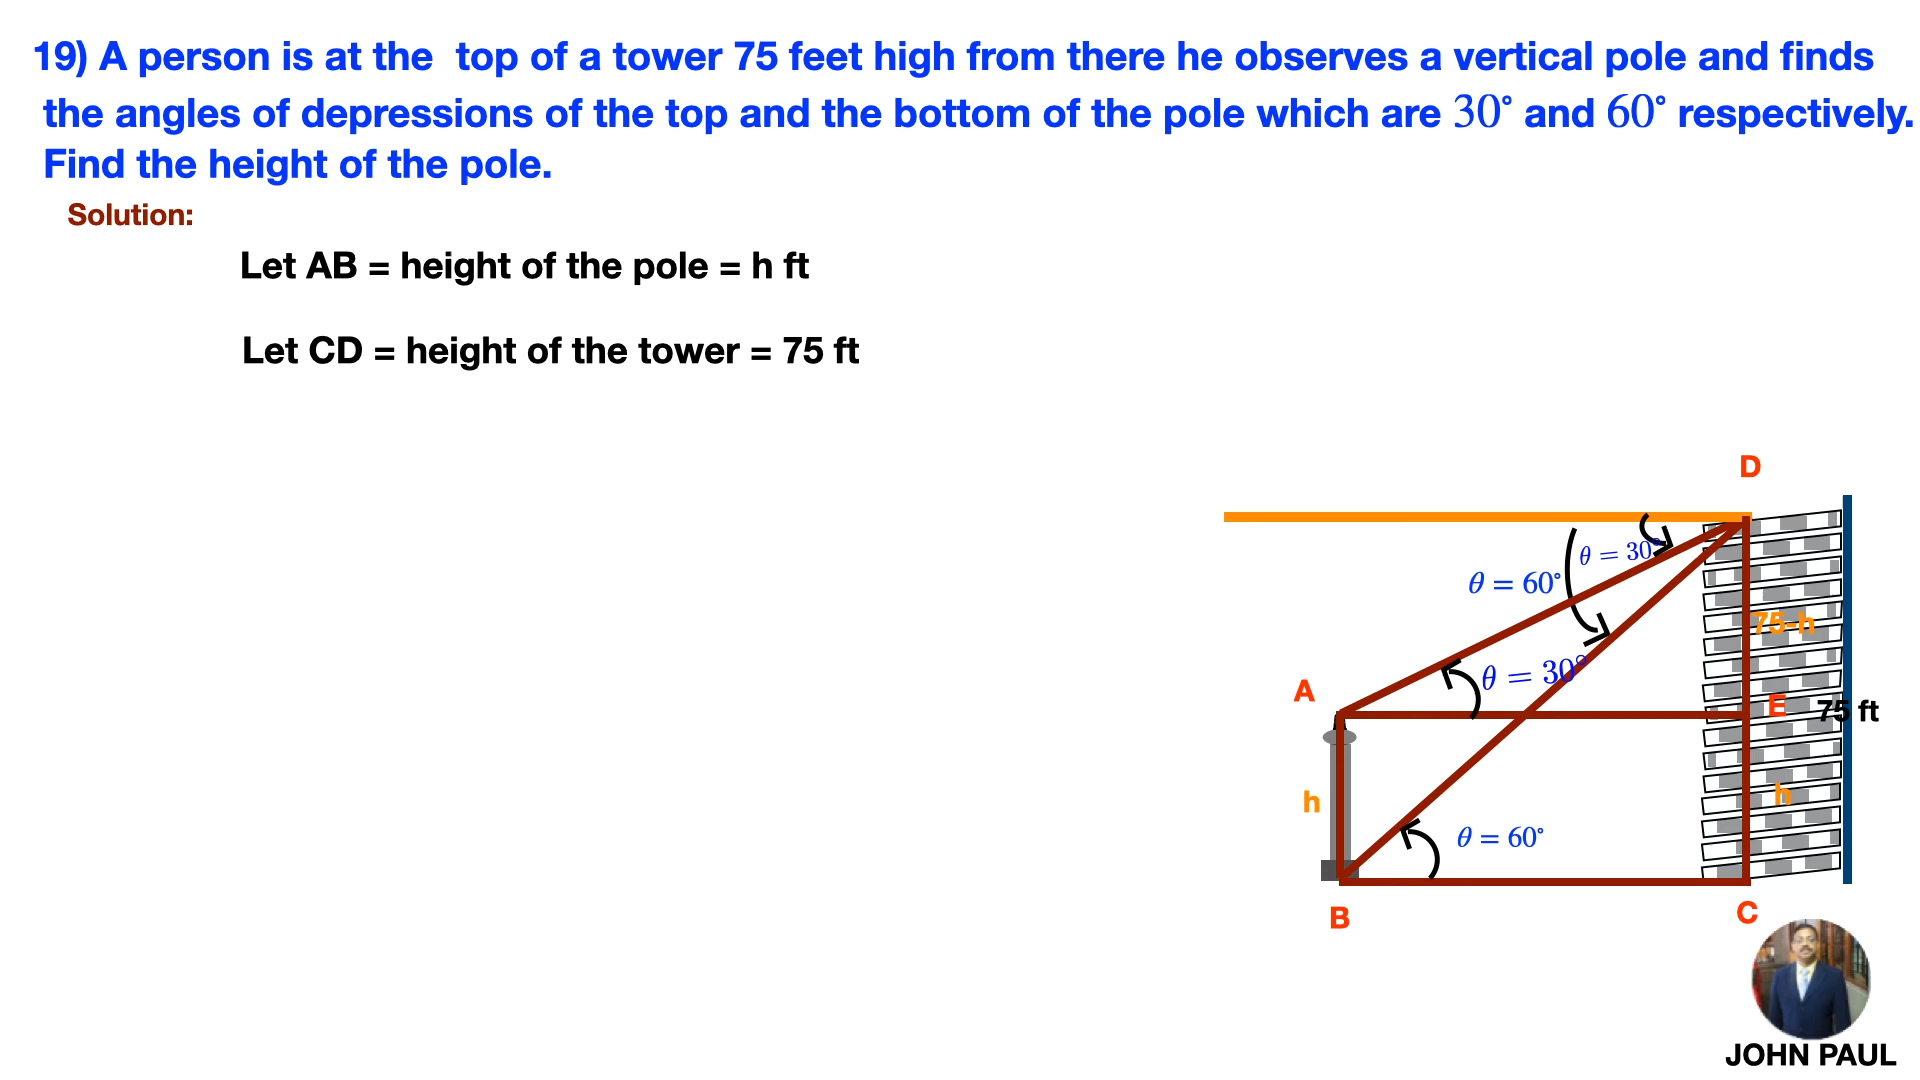 19) A person is at the  top of a tower 75 feet high from there he observes a vertical pole and finds
the angles of depressions of the top and the bottom of the pole which are 30° and 60° respectively.
Find the height of the pole.
Solution:
Let AB = height of the pole = h ft
Let CD = height of the tower = 75 ft
D
θ = 30°
θ = 60°
75-h
θ = 30°
A
E
75 ft
h
h
θ = 60°
B
C
JOHN PAUL